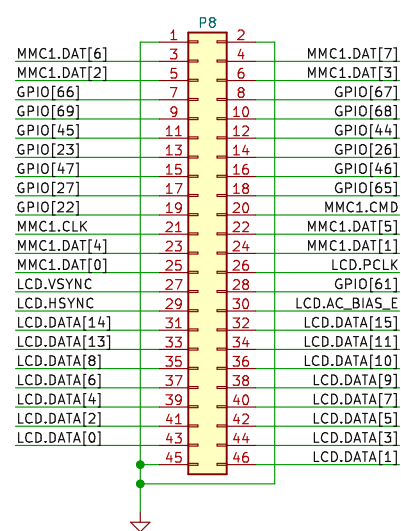 P8
1 2
MMC1.DAT[6] 3 4 MMC1.DAT[7]
MMC1.DAT[2] 5 6 MMC1.DAT[3]
GPIO[66] 7 8 GPIO[67]
GPIO[69] 9 10 GPIO[68]
GPIO[45] 11 12 GPIO[44]
GPIO[23] 13 14 GPIO[26]
GPIO[47] 15 16 GPIO[46]
GPIO[27] 17 18 GPIO[65]
GPIO[22] 19 20 MMC1.CMD
MMC1.CLK 21 22 MMC1.DAT[5]
MMC1.DAT[4] 23 24 MMC1.DAT[1]
MMC1.DAT[0] 25 26 LCD.PCLK
LCD.VSYNC 27 28 GPIO[61]
LCD.HSYNC 29 30 LCD.AC_BIAS_E
LCD.DATA[14] 31 32 LCD.DATA[15]
LCD.DATA[13] 33 34 LCD.DATA[11]
LCD.DATA[8] 35 36 LCD.DATA[10]
LCD.DATA[6] 37 38 LCD.DATA[9]
LCD.DATA[4] 39 40 LCD.DATA[7]
LCD.DATA[2] 41 42 LCD.DATA[5]
LCD.DATA[0] 43 44 LCD.DATA[3]
45 46 LCD.DATA[1]